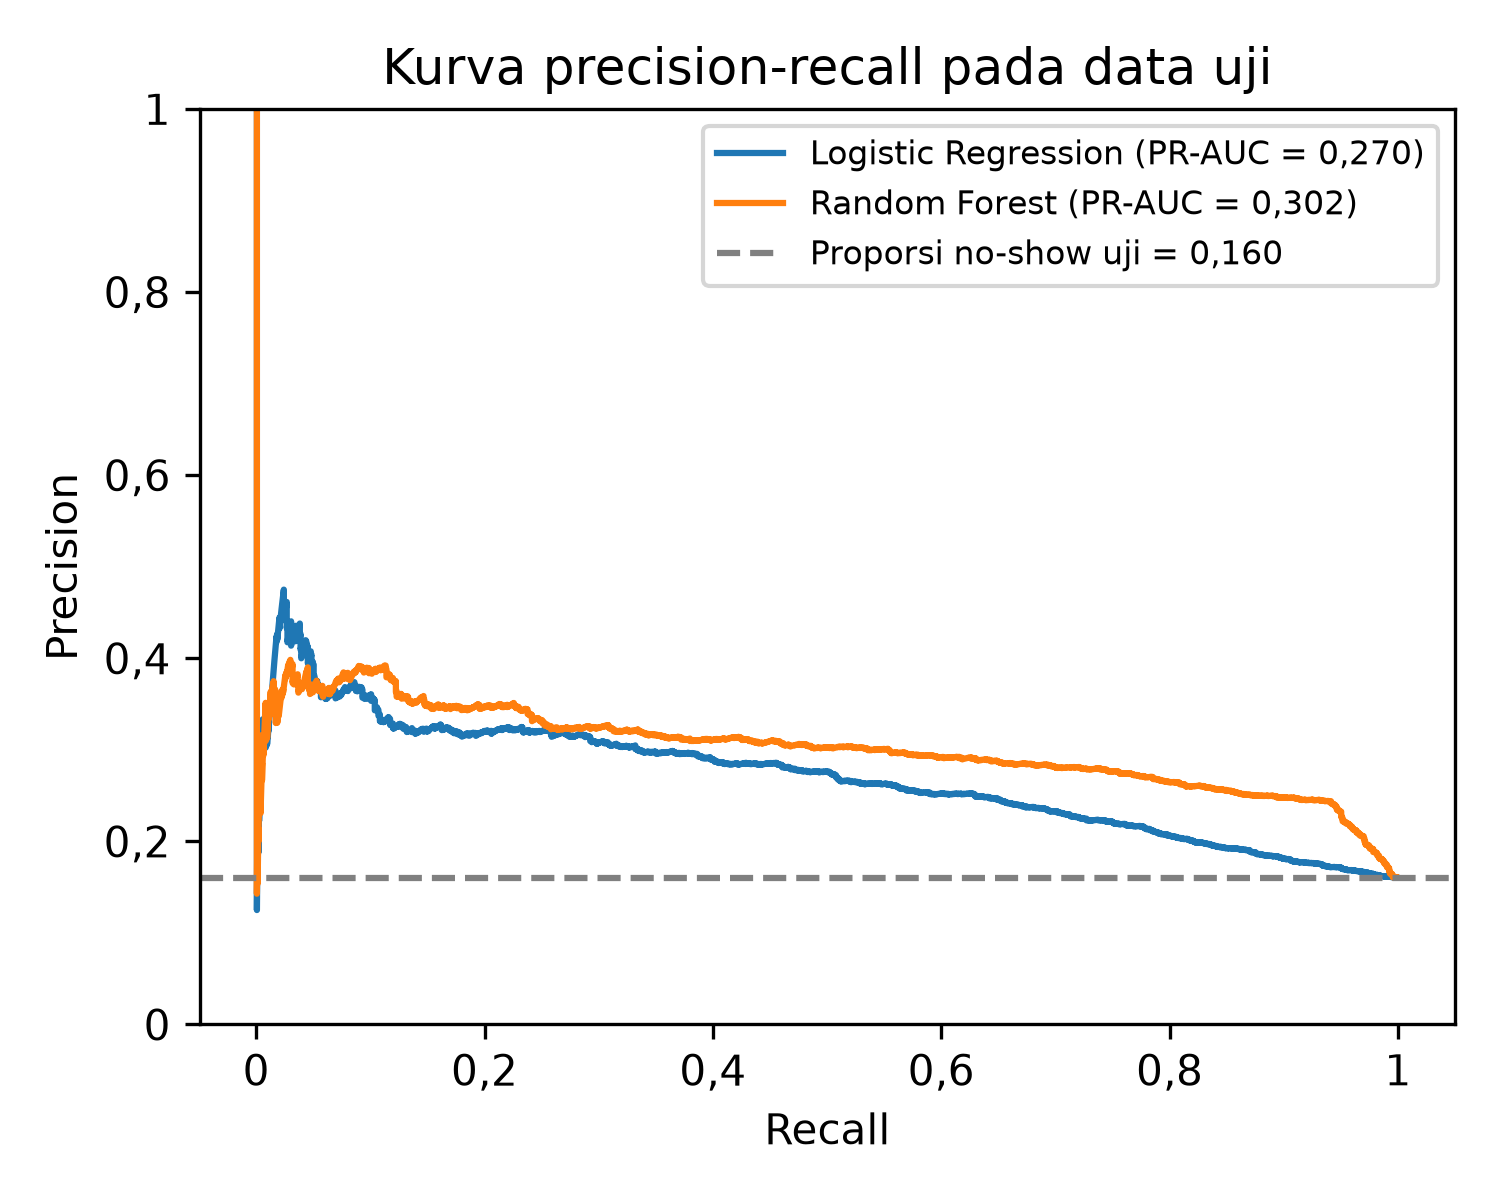 Kurva precision-recall pada data uji
Logistic Regression (PR-AUC = 0,270)
Random Forest (PR-AUC = 0,302)
Proporsi no-show uji = 0,160
Precision
1
0,8
0,6
0,4
0,2
0
0 0,2 0,4 0,6 0,8 1
Recall